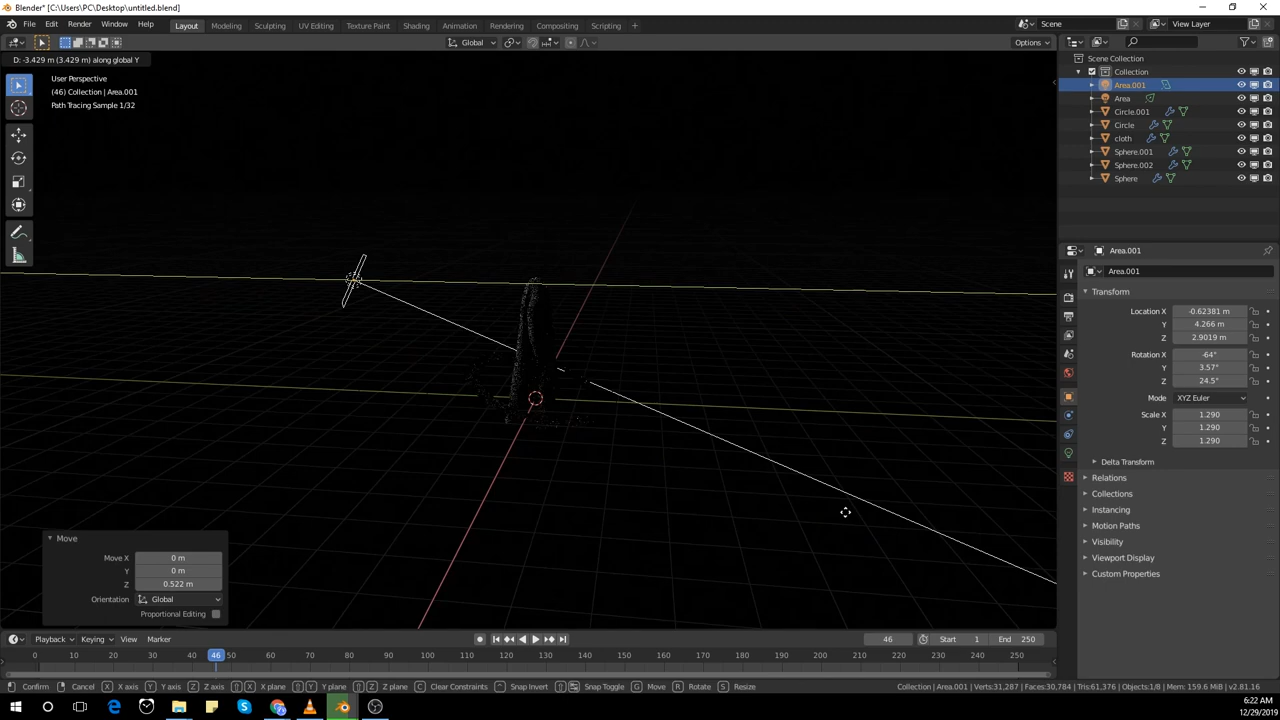 Blender* [C:\Users\PC\Desktop\untitled.blend]
File Edit Render Window Help Layout Modeling Sculpting UV Editing Texture Paint Shading Animation Rendering Compositing Scripting Scene View Layer
Global Options
D: -3.429 m (3.429 m) along global Y
User Perspective
(46) Collection | Area.001
Path Tracing Sample 1/32
Scene Collection
Collection
Area.001
Area
Circle.001
Circle
cloth
Sphere.001
Sphere.002
Sphere
Area.001
Area.001
Transform
Location X -0.62381 m
Y 4.266 m
Z 2.9019 m
Rotation X -64°
Y 3.57°
Z 24.5°
Mode XYZ Euler
Scale X 1.290
Y 1.290
Z 1.290
Delta Transform
Relations
Collections
Instancing
Motion Paths
Visibility
Viewport Display
Custom Properties
Move
Move X 0 m
Y 0 m
Z 0.522 m
Orientation Global
Proportional Editing
Playback Keying View Marker 46 Start 1 End 250
0 10 20 30 40 46 50 60 70 80 90 100 110 120 130 140 150 160 170 180 190 200 210 220 230 240 250
Confirm Cancel X X axis Y Y axis Z Z axis X X plane Y Y plane Z Z plane C Clear Constraints Snap Invert Snap Toggle G Move R Rotate S Resize Collection | Area.001 | Verts:31,287 | Faces:30,784 | Tris:61,376 | Objects:1/8 | Mem: 159.6 MiB | v2.81.16
6:22 AM
12/29/2019